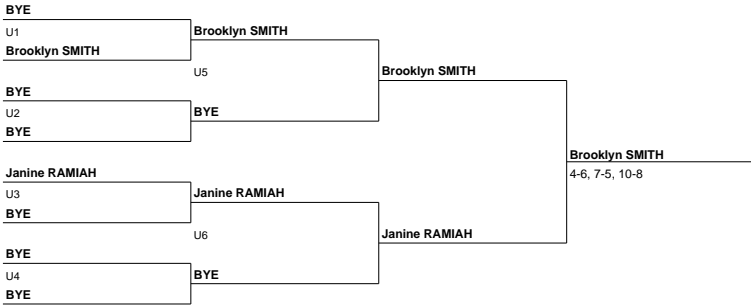 BYE
U1
Brooklyn SMITH
Brooklyn SMITH
U5
Brooklyn SMITH
BYE
U2
BYE
BYE
Brooklyn SMITH
4-6, 7-5, 10-8
Janine RAMIAH
U3
BYE
Janine RAMIAH
U6
Janine RAMIAH
BYE
U4
BYE
BYE